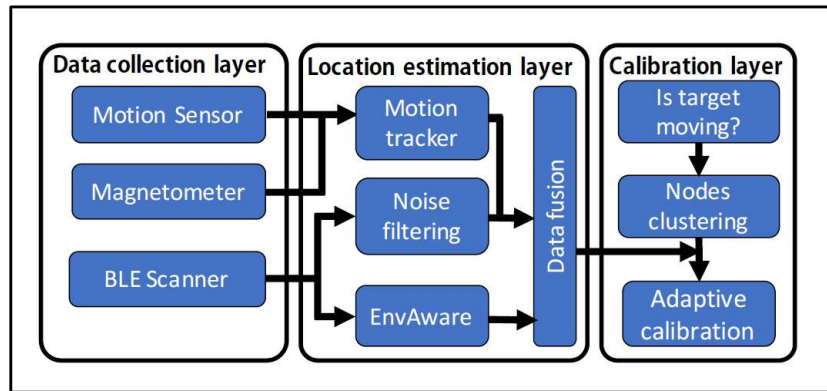 Data collection layer
Motion Sensor
Magnetometer
BLE Scanner
Location estimation layer
Motion
tracker
Noise
filtering
EnvAware
Data fusion
Calibration layer
Is target
moving?
Nodes
clustering
Adaptive
calibration